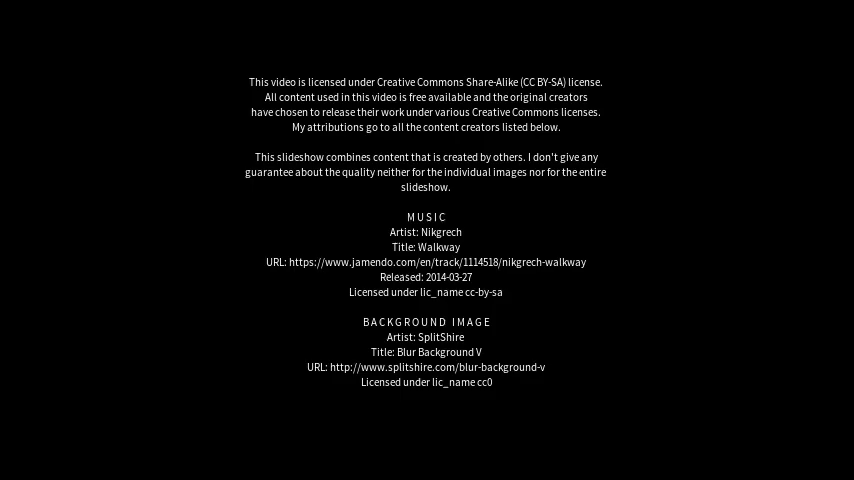 This video is licensed under Creative Commons Share-Alike (CC BY-SA) license.
All content used in this video is free available and the original creators
have chosen to release their work under various Creative Commons licenses.
My attributions go to all the content creators listed below.
This slideshow combines content that is created by others. I don't give any
guarantee about the quality neither for the individual images nor for the entire
slideshow.
M U S I C
Artist: Nikgrech
Title: Walkway
URL: https://www.jamendo.com/en/track/1114518/nikgrech-walkway
Released: 2014-03-27
Licensed under lic_name cc-by-sa
B A C K G R O U N D  I M A G E
Artist: SplitShire
Title: Blur Background V
URL: http://www.splitshire.com/blur-background-v
Licensed under lic_name cc0